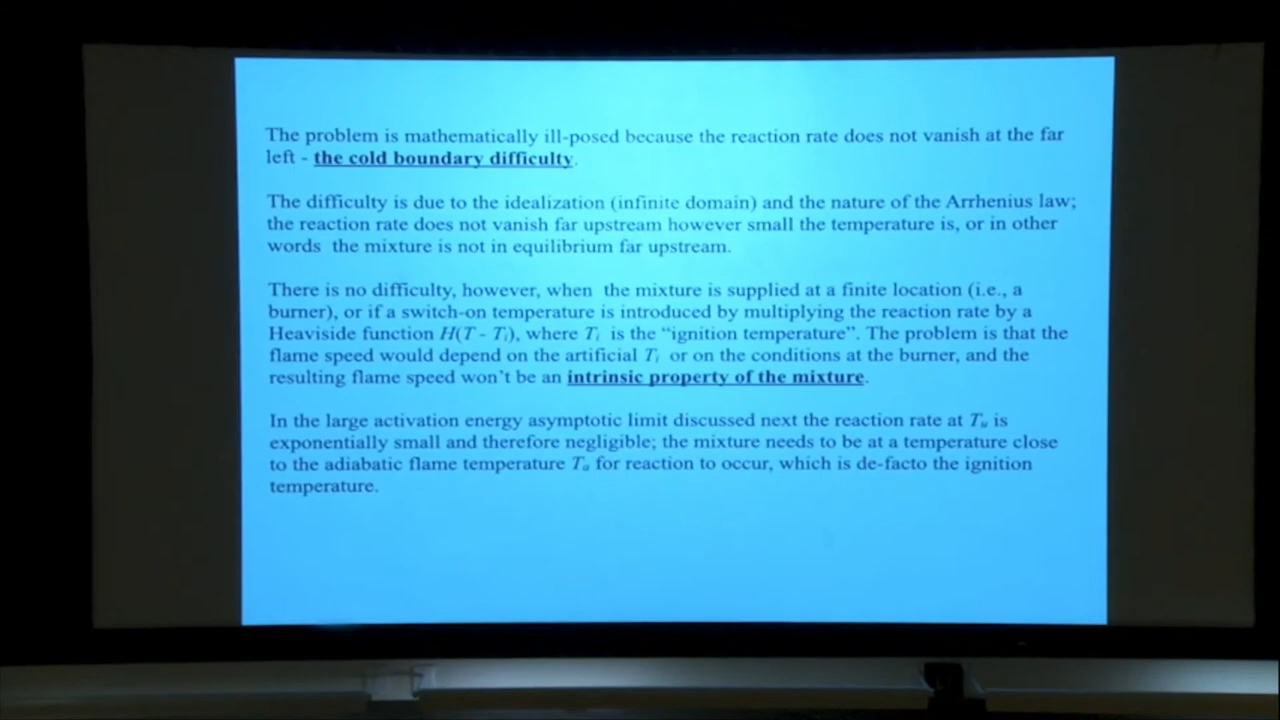 The problem is mathematically ill-posed because the reaction rate does not vanish at the far
left - the cold boundary difficulty.
The difficulty is due to the idealization (infinite domain) and the nature of the Arrhenius law;
the reaction rate does not vanish far upstream however small the temperature is, or in other
words the mixture is not in equilibrium far upstream.
There is no difficulty, however, when the mixture is supplied at a finite location (i.e., a
burner), or if a switch-on temperature is introduced by multiplying the reaction rate by a
Heaviside function H(T - Tᵢ), where Tᵢ is the “ignition temperature”. The problem is that the
flame speed would depend on the artificial Tᵢ or on the conditions at the burner, and the
resulting flame speed won’t be an intrinsic property of the mixture.
In the large activation energy asymptotic limit discussed next the reaction rate at Tᵤ is
exponentially small and therefore negligible; the mixture needs to be at a temperature close
to the adiabatic flame temperature Tₐ for reaction to occur, which is de-facto the ignition
temperature.